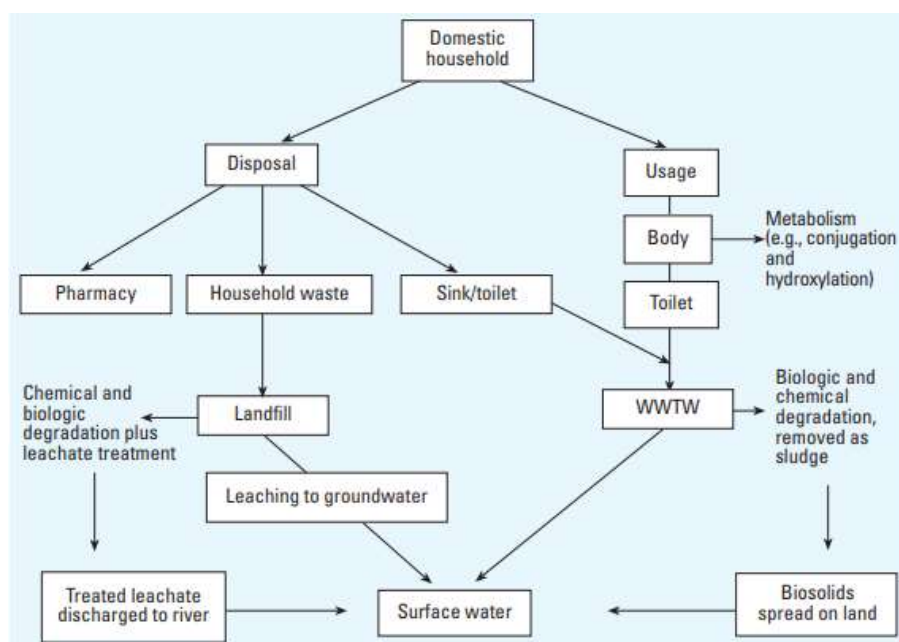 Domestic
household
Disposal
Usage
Body
Metabolism
(e.g., conjugation
and
hydroxylation)
Pharmacy
Household waste
Sink/toilet
Toilet
Chemical and
biologic
degradation plus
leachate treatment
Landfill
WWTW
Biologic and
chemical
degradation,
removed as
sludge
Leaching to groundwater
Treated leachate
discharged to river
Surface water
Biosolids
spread on land